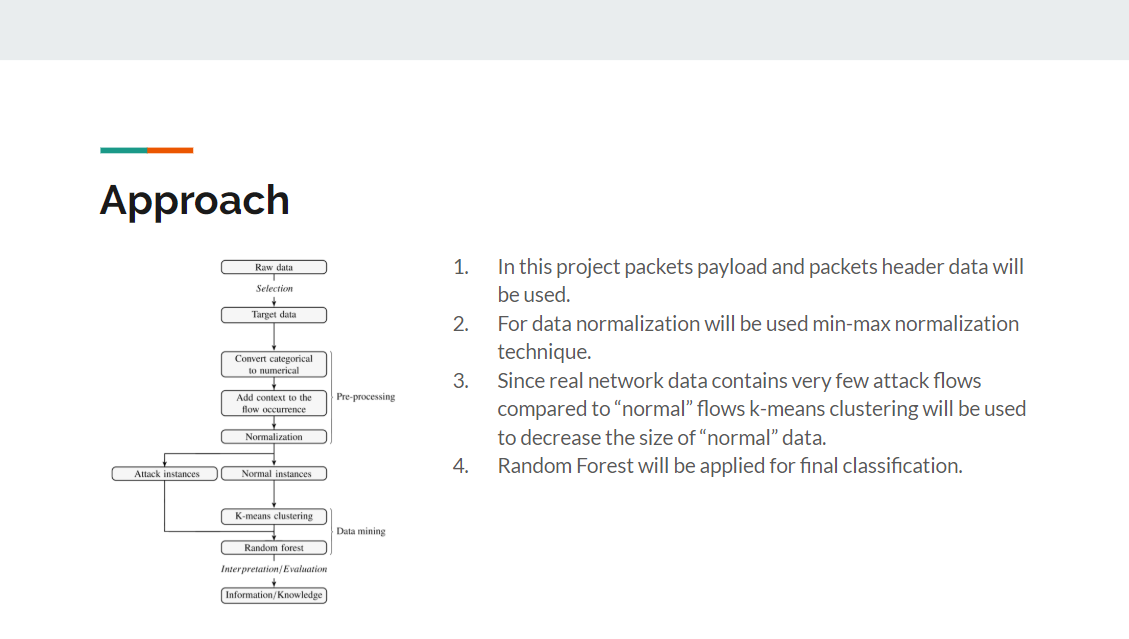 Approach
Raw data
Selection
Target data
Convert categorical
to numerical
Add context to the
flow occurrence
Pre-processing
Normalization
Attack instances
Normal instances
K-means clustering
Data mining
Random forest
Interpretation/Evaluation
Information/Knowledge
1. In this project packets payload and packets header data will
be used.
2. For data normalization will be used min-max normalization
technique.
3. Since real network data contains very few attack flows
compared to “normal” flows k-means clustering will be used
to decrease the size of “normal” data.
4. Random Forest will be applied for final classification.